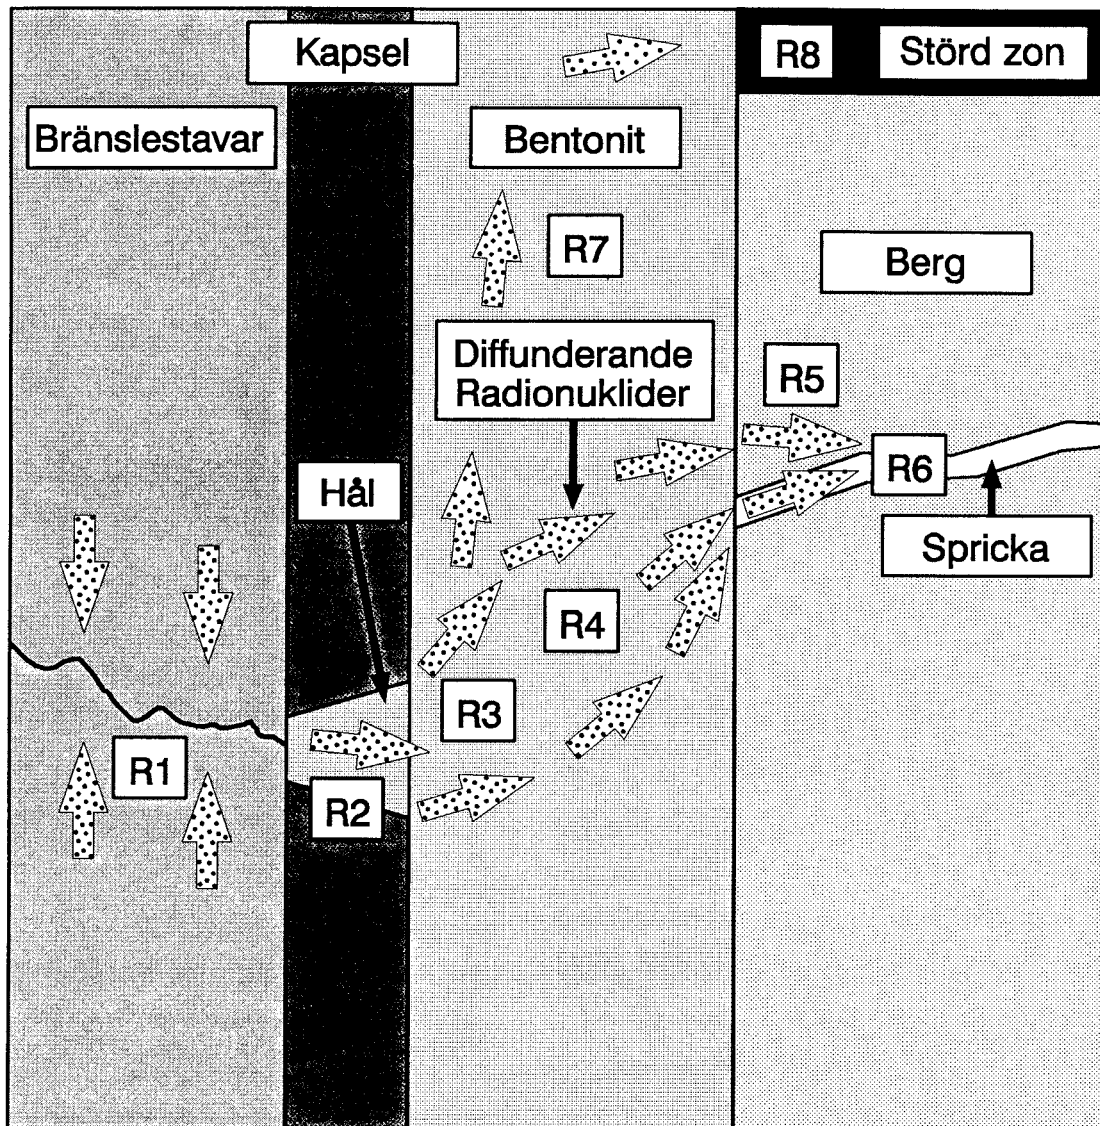 Kapsel
R8
Störd zon
Bränslestavar
Bentonit
R7
Berg
Diffunderande
Radionuklider
R5
R6
Hål
Spricka
R4
R3
R1
R2